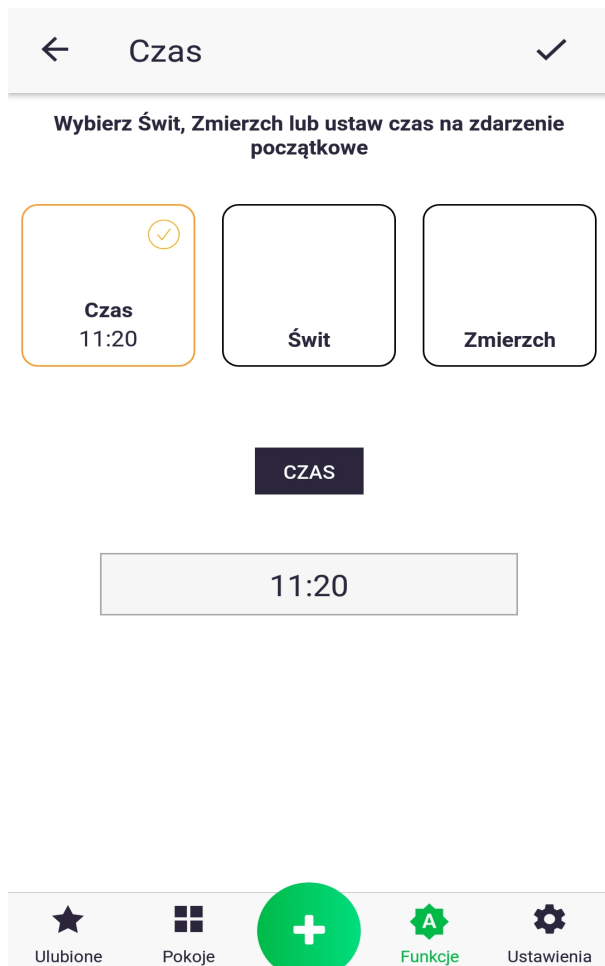 Czas
Wybierz Świt, Zmierzch lub ustaw czas na zdarzenie
początkowe
Czas
11:20
Świt
Zmierzch
CZAS
11:20
A
Ulubione
Pokoje
Funkcje
Ustawienia